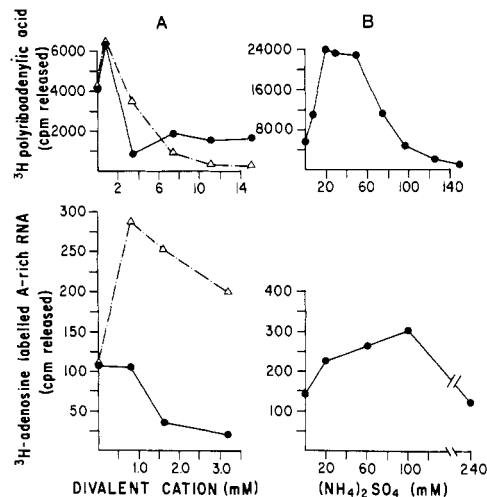 A
B
³H polyriboadenylic acid
(cpm released)
6000
4000
2000
2 6 10 14
24000
16000
8000
20 60 100 140
³H-adenosine labelled A-rich RNA
(cpm released)
300
250
200
150
100
50
1.0 2.0 3.0
DIVALENT CATION (mM)
400
300
200
100
20 60 100 240
(NH₄)₂SO₄ (mM)